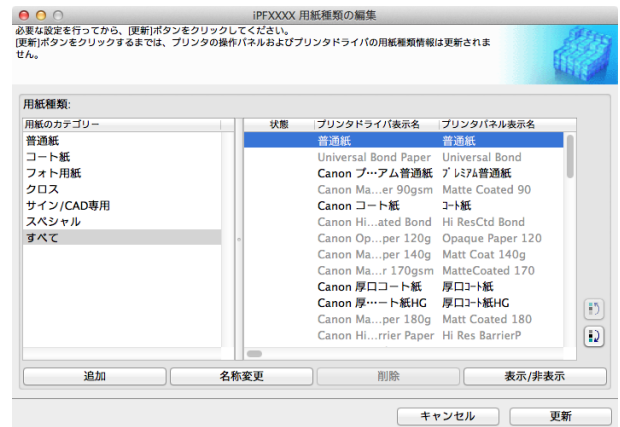 iPFXXXX 用紙種類の編集
必要な設定を行ってから、[更新]ボタンをクリックしてください。
[更新]ボタンをクリックするまでは、プリンタの操作パネルおよびプリンタドライバの用紙種類情報は更新されま
せん。
用紙種類:
用紙のカテゴリー
普通紙
コート紙
フォト用紙
クロス
サイン/CAD専用
スペシャル
すべて
状態 プリンタドライバ表示名 プリンタパネル表示名
普通紙 普通紙
Universal Bond Paper Universal Bond
Canon プ…アム普通紙 プレミアム普通紙
Canon Ma…er 90gsm Matte Coated 90
Canon コート紙 コート紙
Canon Hi…ated Bond Hi ResCtd Bond
Canon Op…per 120g Opaque Paper 120
Canon Ma…per 140g Matt Coat 140g
Canon Ma…r 170gsm MatteCoated 170
Canon 厚口コート紙 厚口コート紙
Canon 厚…ート紙HG 厚口コート紙HG
Canon Ma…per 180g Matt Coated 180
Canon Hi…rrier Paper Hi Res BarrierP
追加 名称変更 削除 表示/非表示
キャンセル 更新